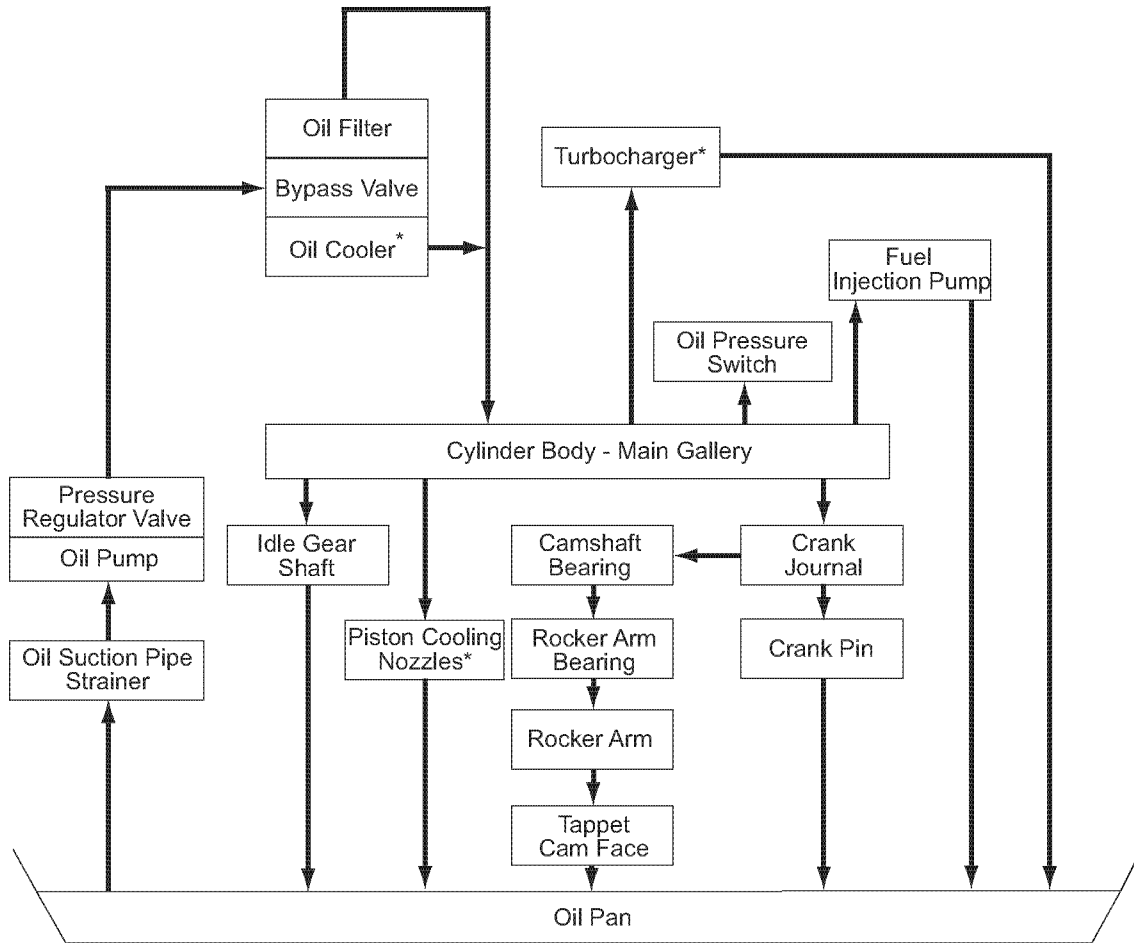 Oil Filter
Bypass Valve
Oil Cooler*
Turbocharger*
Fuel
Injection Pump
Oil Pressure
Switch
Cylinder Body - Main Gallery
Pressure
Regulator Valve
Oil Pump
Idle Gear
Shaft
Camshaft
Bearing
Crank
Journal
Oil Suction Pipe
Strainer
Piston Cooling
Nozzles*
Rocker Arm
Bearing
Crank Pin
Rocker Arm
Tappet
Cam Face
Oil Pan